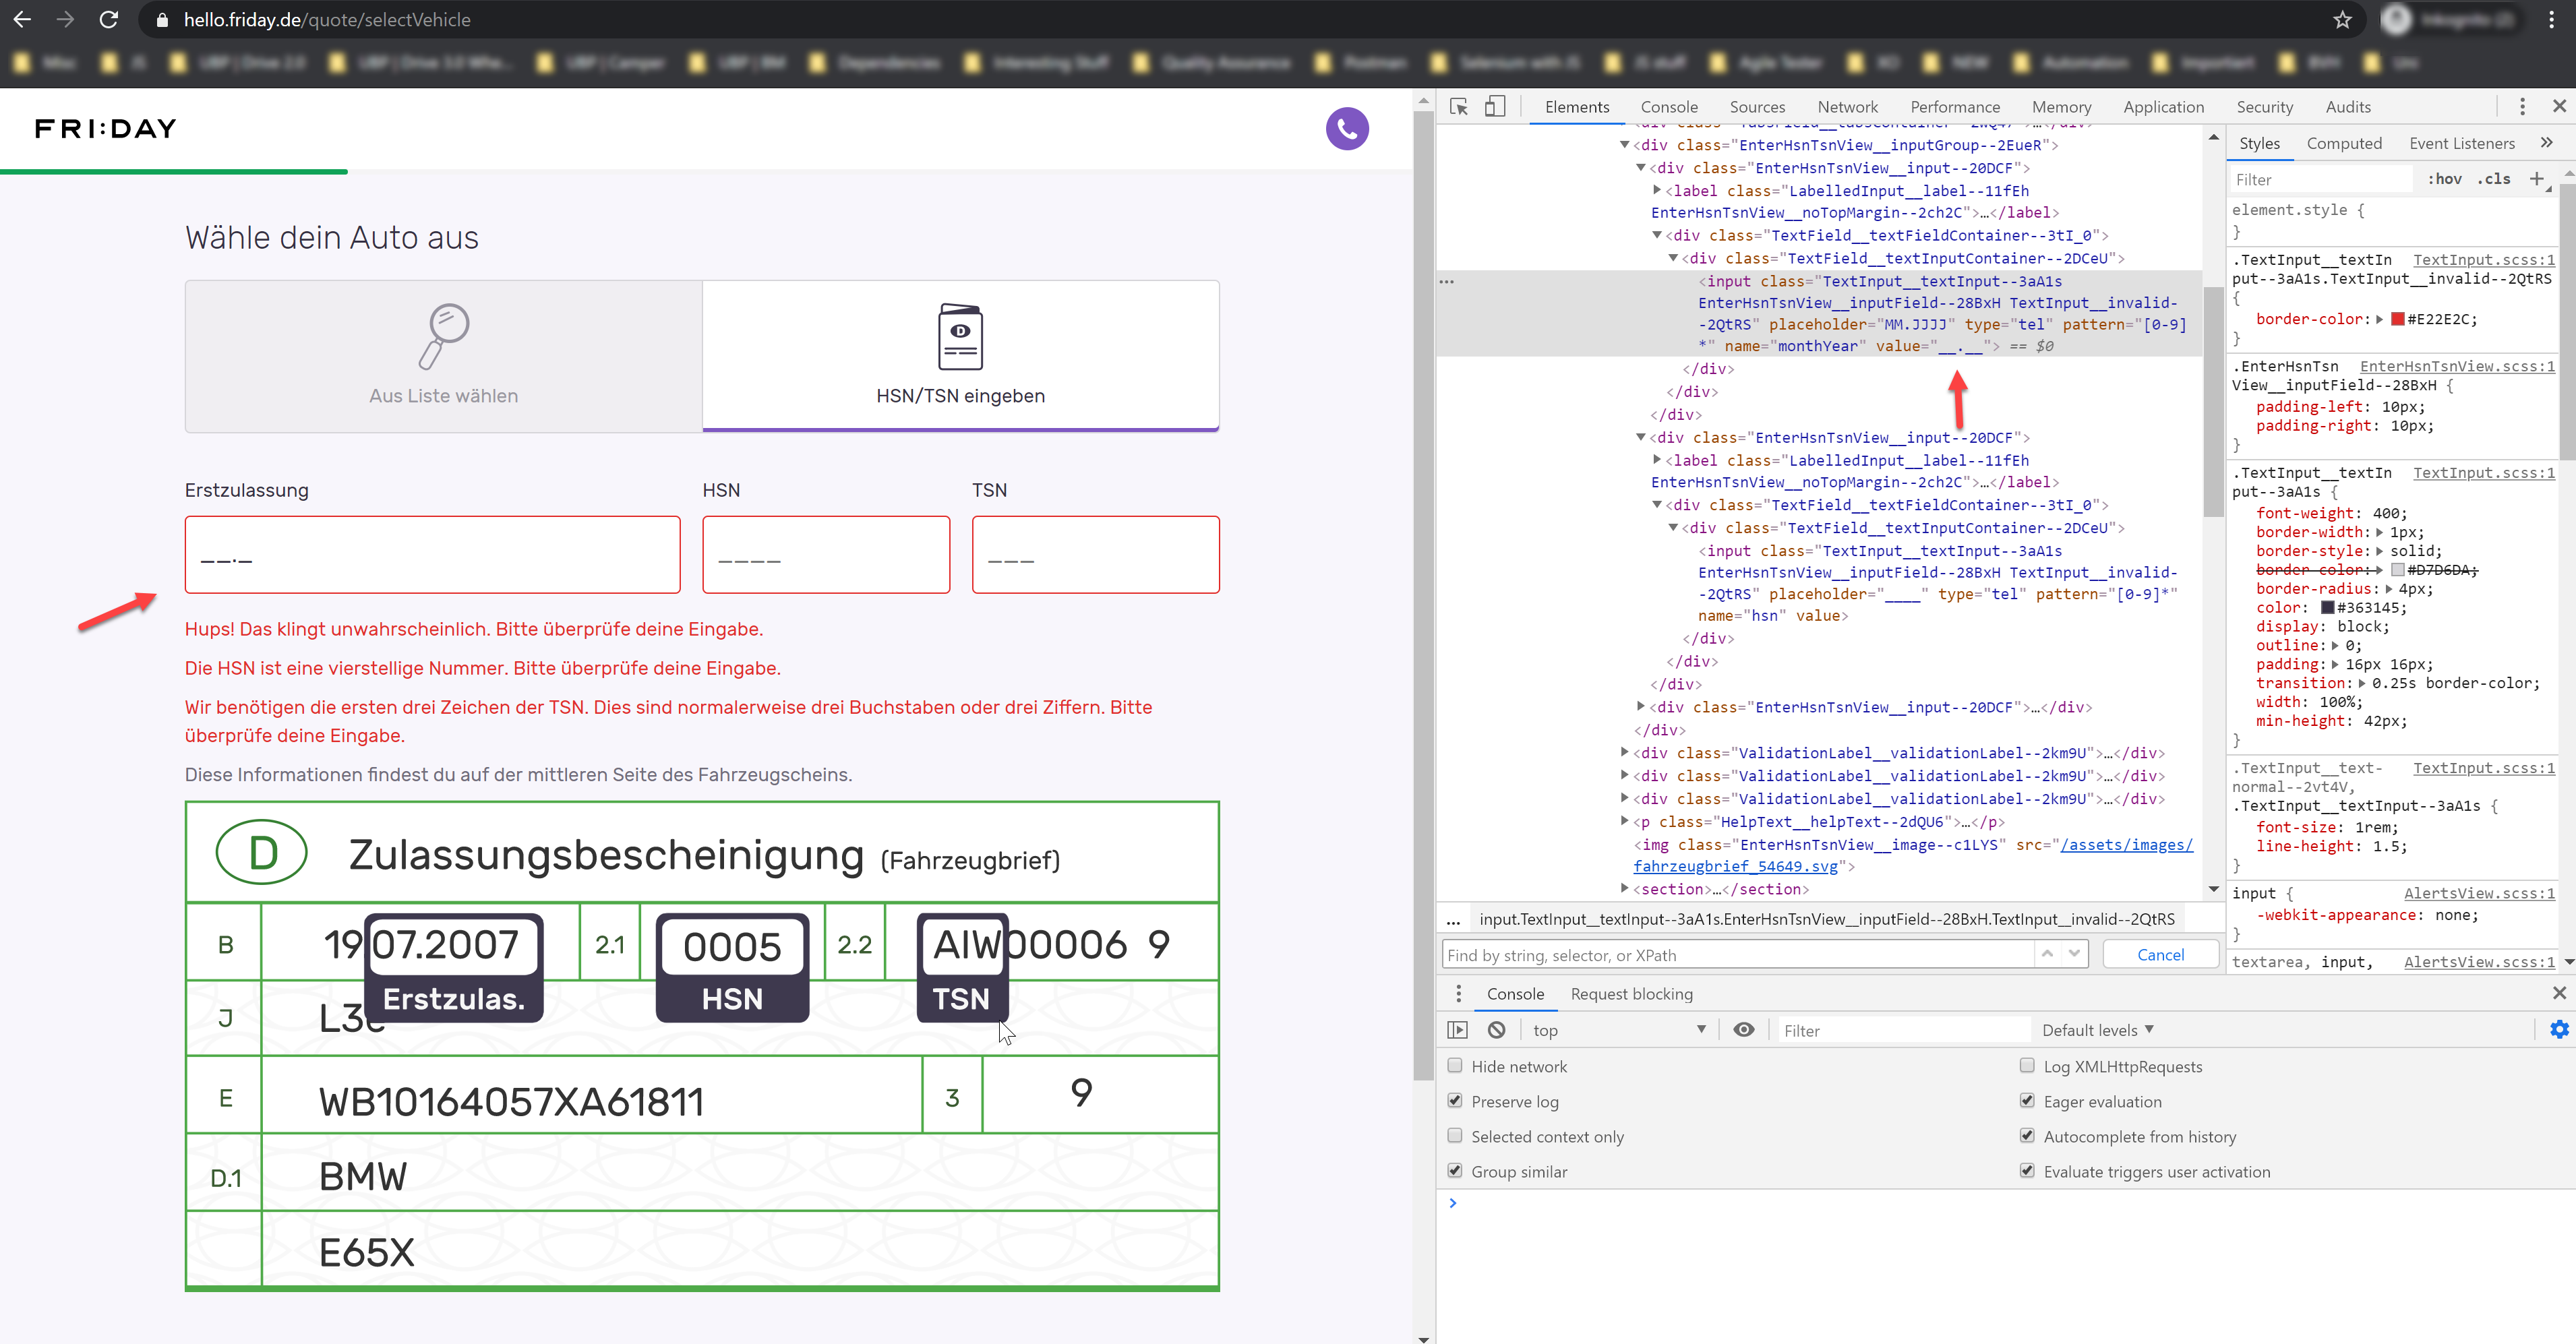 hello.friday.de/quote/selectVehicle
FRI:DAY
Wähle dein Auto aus
Aus Liste wählen
D
HSN/TSN eingeben
Erstzulassung
HSN
TSN
__.__
____
___
Hups! Das klingt unwahrscheinlich. Bitte überprüfe deine Eingabe.
Die HSN ist eine vierstellige Nummer. Bitte überprüfe deine Eingabe.
Wir benötigen die ersten drei Zeichen der TSN. Dies sind normalerweise drei Buchstaben oder drei Ziffern. Bitte
überprüfe deine Eingabe.
Diese Informationen findest du auf der mittleren Seite des Fahrzeugscheins.
D Zulassungsbescheinigung (Fahrzeugbrief)
B 19 07.2007 2.1 0005 2.2 AIW00006 9
Erstzulas. HSN TSN
J L3e
E WB10164057XA61811 3 9
D.1 BMW
E65X
Elements Console Sources Network Performance Memory Application Security Audits
<div class="EnterHsnTsnView__inputGroup--2EueR">
<div class="EnterHsnTsnView__input--20DCF">
<label class="LabelledInput__label--11fEh
EnterHsnTsnView__noTopMargin--2ch2C">…</label>
<div class="TextField__textFieldContainer--3tI_0">
<div class="TextField__textInputContainer--2DCeU">
<input class="TextInput__textInput--3aA1s
EnterHsnTsnView__inputField--28BxH TextInput__invalid-
-2QtRS" placeholder="MM.JJJJ" type="tel" pattern="[0-9]
*" name="monthYear" value="__.__"> == $0
</div>
</div>
</div>
<div class="EnterHsnTsnView__input--20DCF">
<label class="LabelledInput__label--11fEh
EnterHsnTsnView__noTopMargin--2ch2C">…</label>
<div class="TextField__textFieldContainer--3tI_0">
<div class="TextField__textInputContainer--2DCeU">
<input class="TextInput__textInput--3aA1s
EnterHsnTsnView__inputField--28BxH TextInput__invalid-
-2QtRS" placeholder="____" type="tel" pattern="[0-9]*"
name="hsn" value>
</div>
</div>
</div>
<div class="EnterHsnTsnView__input--20DCF">…</div>
</div>
<div class="ValidationLabel__validationLabel--2km9U">…</div>
<div class="ValidationLabel__validationLabel--2km9U">…</div>
<div class="ValidationLabel__validationLabel--2km9U">…</div>
<p class="HelpText__helpText--2dQU6">…</p>
<img class="EnterHsnTsnView__image--c1LYS" src="/assets/images/
fahrzeugbrief_54649.svg">
<section>…</section>
... input.TextInput__textInput--3aA1s.EnterHsnTsnView__inputField--28BxH.TextInput__invalid--2QtRS
Find by string, selector, or XPath
Cancel
Styles Computed Event Listeners »
Filter :hov .cls +
element.style {
}
.TextInput__textIn TextInput.scss:1
put--3aA1s.TextInput__invalid--2QtRS
{
border-color: #E22E2C;
}
.EnterHsnTsn EnterHsnTsnView.scss:1
View__inputField--28BxH {
padding-left: 10px;
padding-right: 10px;
}
.TextInput__textIn TextInput.scss:1
put--3aA1s {
font-weight: 400;
border-width: 1px;
border-style: solid;
border-color: #D7D6DA;
border-radius: 4px;
color: #363145;
display: block;
outline: 0;
padding: 16px 16px;
transition: 0.25s border-color;
width: 100%;
min-height: 42px;
}
.TextInput__text- TextInput.scss:1
normal--2vt4V,
.TextInput__textInput--3aA1s {
font-size: 1rem;
line-height: 1.5;
}
input { AlertsView.scss:1
-webkit-appearance: none;
}
textarea, input, AlertsView.scss:1
Console Request blocking
top Filter Default levels
Hide network Log XMLHttpRequests
Preserve log Eager evaluation
Selected context only Autocomplete from history
Group similar Evaluate triggers user activation